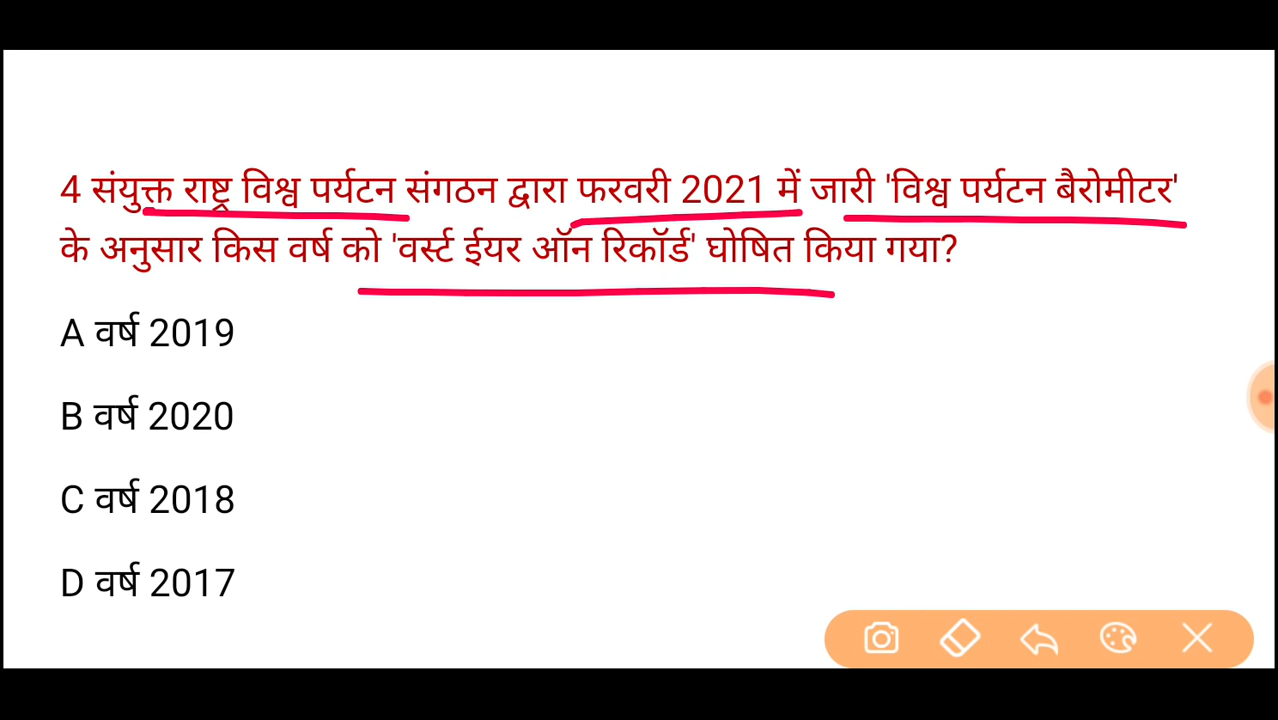 4 संयुक्त राष्ट्र विश्व पर्यटन संगठन द्वारा फरवरी 2021 में जारी 'विश्व पर्यटन बैरोमीटर'
के अनुसार किस वर्ष को 'वर्स्ट ईयर ऑन रिकॉर्ड' घोषित किया गया?
A वर्ष 2019
B वर्ष 2020
C वर्ष 2018
D वर्ष 2017